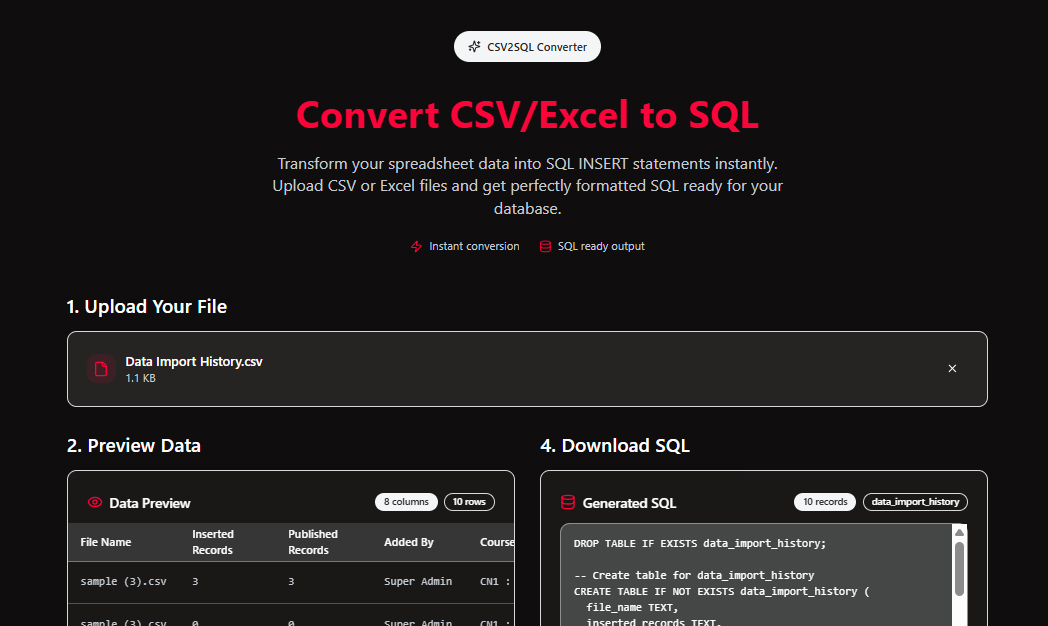 CSV2SQL Converter
Convert CSV/Excel to SQL
Transform your spreadsheet data into SQL INSERT statements instantly.
Upload CSV or Excel files and get perfectly formatted SQL ready for your
database.
Instant conversion
SQL ready output
1. Upload Your File
Data Import History.csv
1.1 KB
2. Preview Data
Data Preview
8 columns
10 rows
File Name
Inserted
Records
Published
Records
Added By
Course
sample (3).csv
3
3
Super Admin
CN1 :
sample (3).csv
0
0
Super Admin
CN1 :
4. Download SQL
Generated SQL
10 records
data_import_history
DROP TABLE IF EXISTS data_import_history;
-- Create table for data_import_history
CREATE TABLE IF NOT EXISTS data_import_history (
file_name TEXT,
inserted_records TEXT,